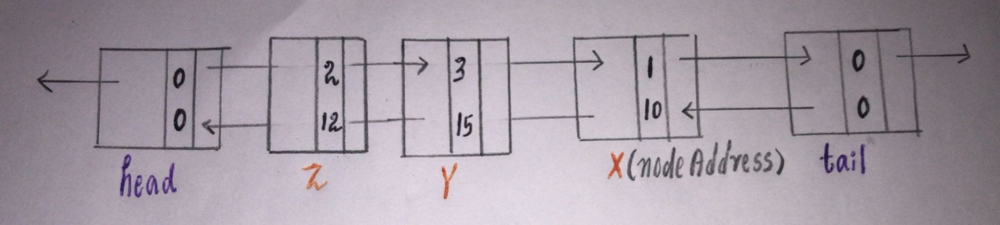 0 2 3 1 0
0 12 15 10 0
head Z Y X(node Address) tail